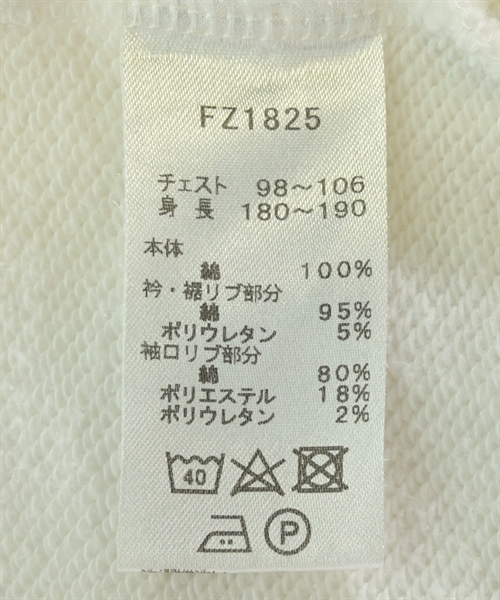 FZ1825
チェスト 98～106
身長 180～190
本体
綿 100%
衿・裾リブ部分
綿 95%
ポリウレタン 5%
袖口リブ部分
綿 80%
ポリエステル 18%
ポリウレタン 2%
40
P